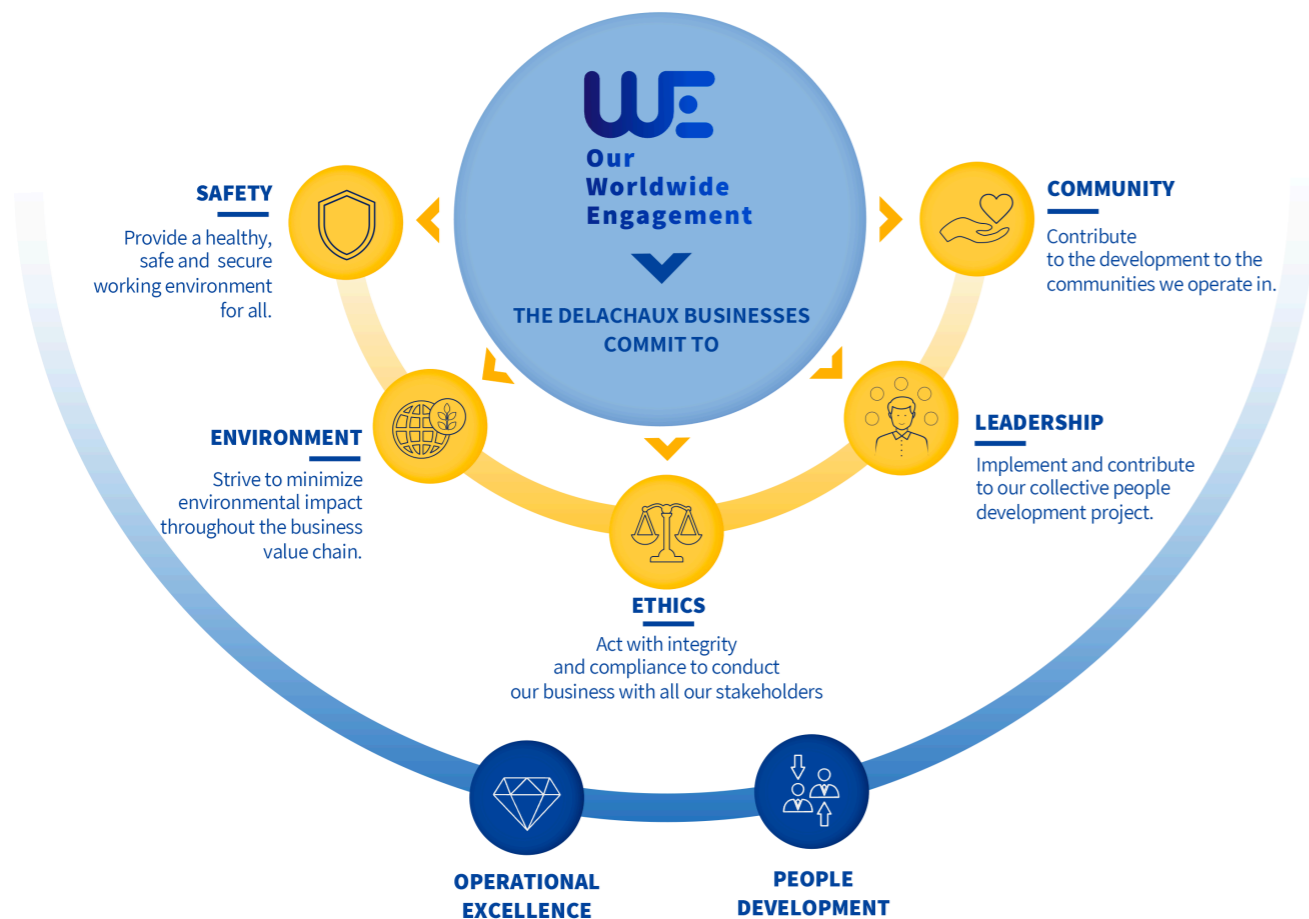 WE
Our
Worldwide
Engagement
THE DELACHAUX BUSINESSES
COMMIT TO
SAFETY
Provide a healthy,
safe and secure
working environment
for all.
ENVIRONMENT
Strive to minimize
environmental impact
throughout the business
value chain.
ETHICS
Act with integrity
and compliance to conduct
our business with all our stakeholders
LEADERSHIP
Implement and contribute
to our collective people
development project.
COMMUNITY
Contribute
to the development to the
communities we operate in.
OPERATIONAL
EXCELLENCE
PEOPLE
DEVELOPMENT